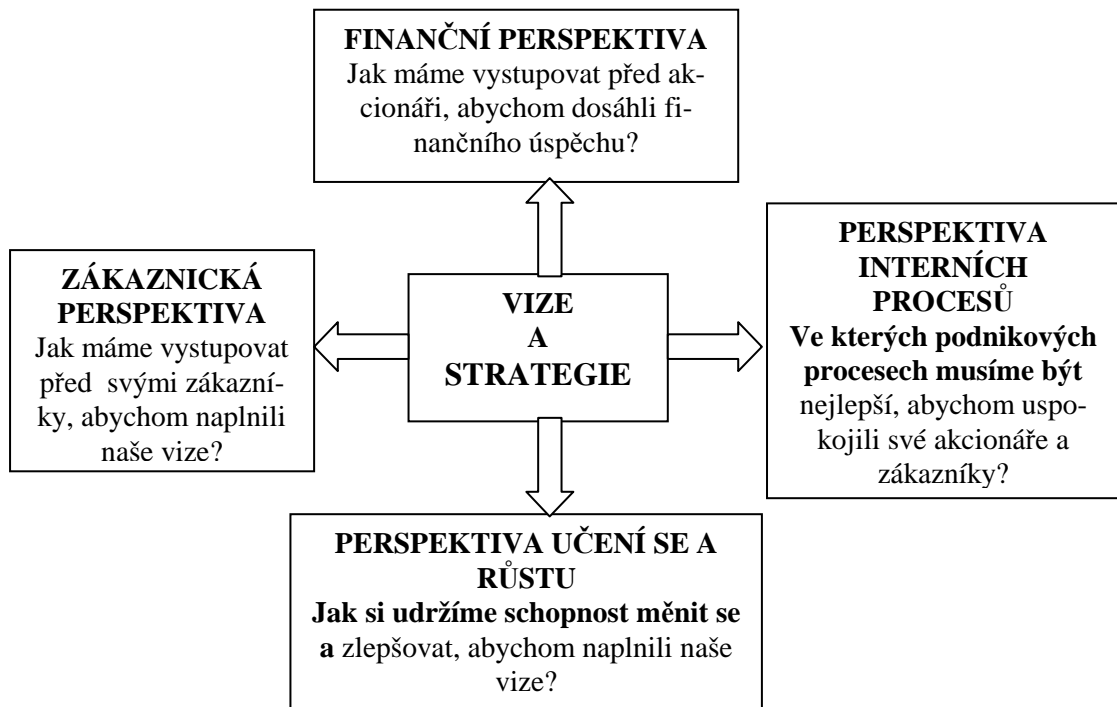 FINANČNÍ PERSPEKTIVA
Jak máme vystupovat před ak-
cionáři, abychom dosáhli fi-
nančního úspěchu?
ZÁKAZNICKÁ
PERSPEKTIVA
Jak máme vystupovat
před svými zákazní-
ky, abychom naplnili
naše vize?
VIZE
A
STRATEGIE
PERSPEKTIVA
INTERNÍCH
PROCESŮ
Ve kterých podnikových
procesech musíme být
nejlepší, abychom uspo-
kojili své akcionáře a
zákazníky?
PERSPEKTIVA UČENÍ SE A
RŮSTU
Jak si udržíme schopnost měnit se
a zlepšovat, abychom naplnili naše
vize?